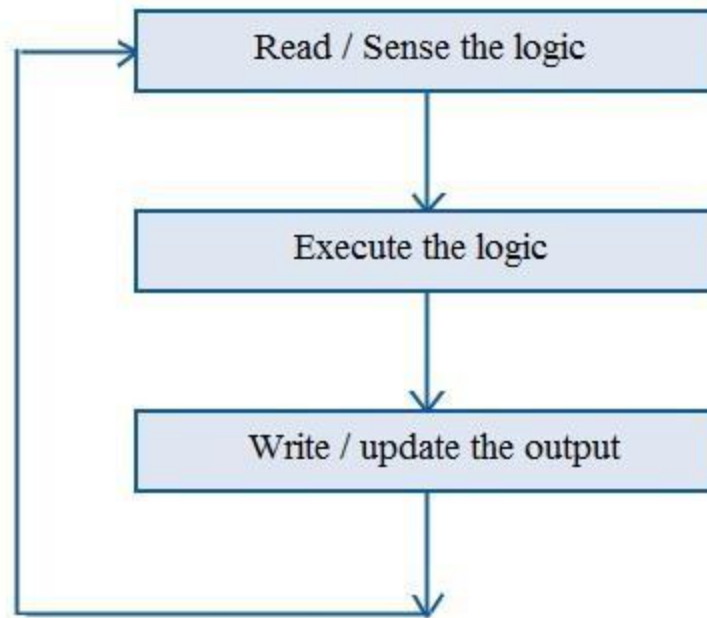 Read / Sense the logic
Execute the logic
Write / update the output